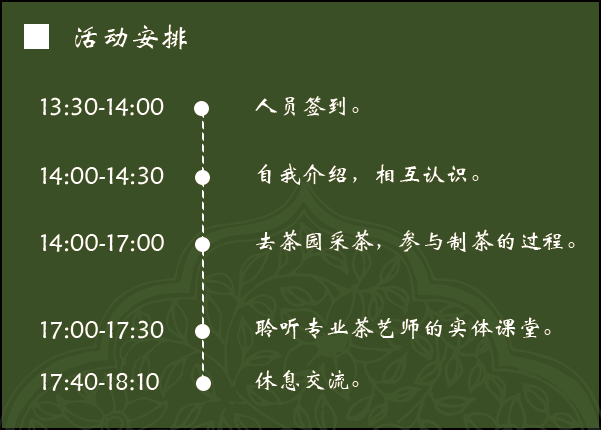 活动安排
13:30-14:00 人员签到。
14:00-14:30 自我介绍，相互认识。
14:00-17:00 去茶园采茶，参与制茶的过程。
17:00-17:30 聆听专业茶艺师的实体课堂。
17:40-18:10 休息交流。